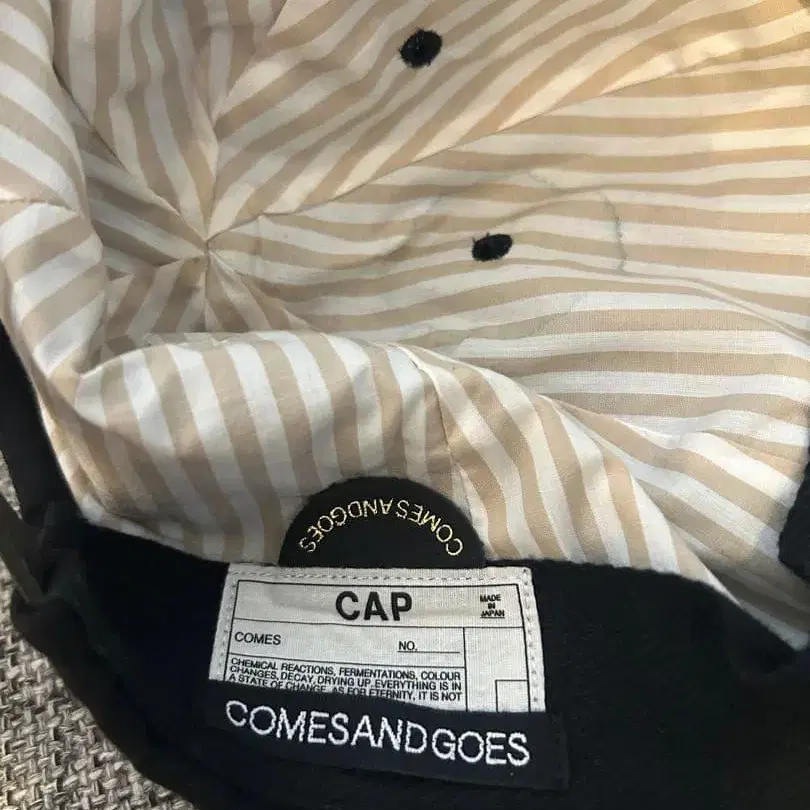 COMESANDGOES
CAP
MADE
IN
JAPAN
COMES
NO.
CHEMICAL REACTIONS, FERMENTATIONS, COLOUR
CHANGES, DECAY, DRYING UP. EVERYTHING IS IN
A STATE OF CHANGE. AS FOR ETERNITY, IT IS NOT
COMESANDGOES